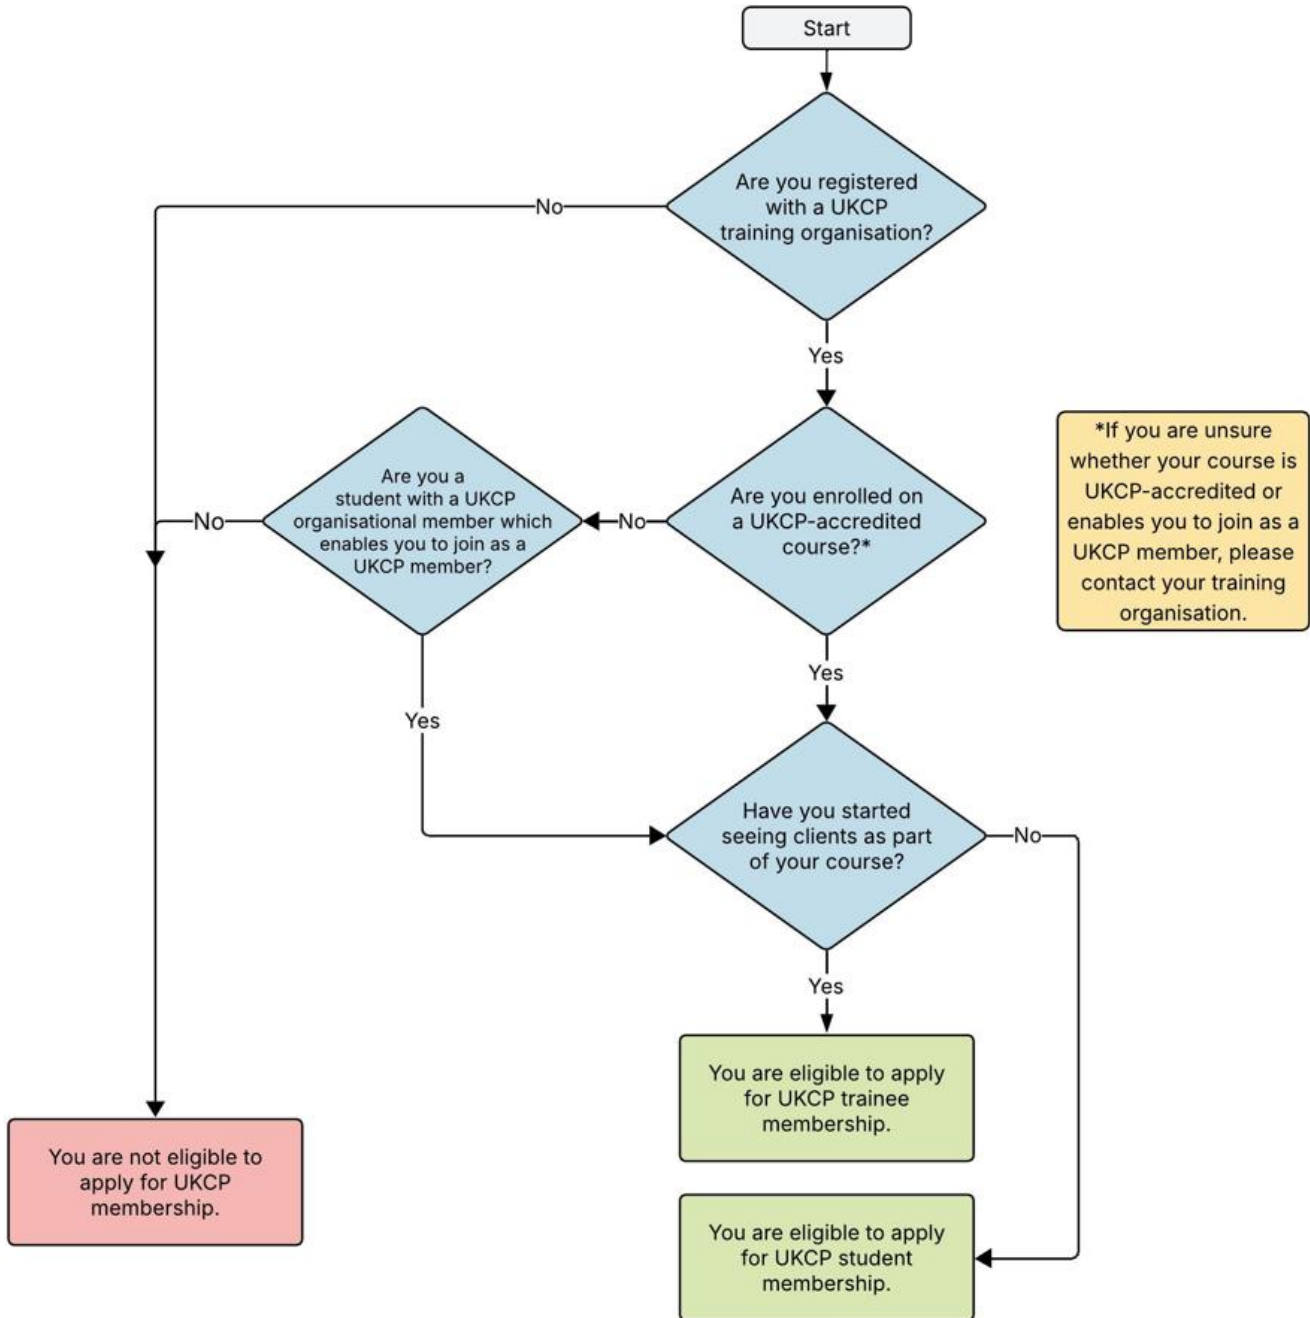 Start
Are you registered
with a UKCP
training organisation?
No
Yes
Are you a
student with a UKCP
organisational member which
enables you to join as a
UKCP member?
No
No
Are you enrolled on
a UKCP-accredited
course?*
*If you are unsure
whether your course is
UKCP-accredited or
enables you to join as a
UKCP member, please
contact your training
organisation.
Yes
Yes
Have you started
seeing clients as part
of your course?
No
Yes
You are eligible to apply
for UKCP trainee
membership.
You are not eligible to
apply for UKCP
membership.
You are eligible to apply
for UKCP student
membership.